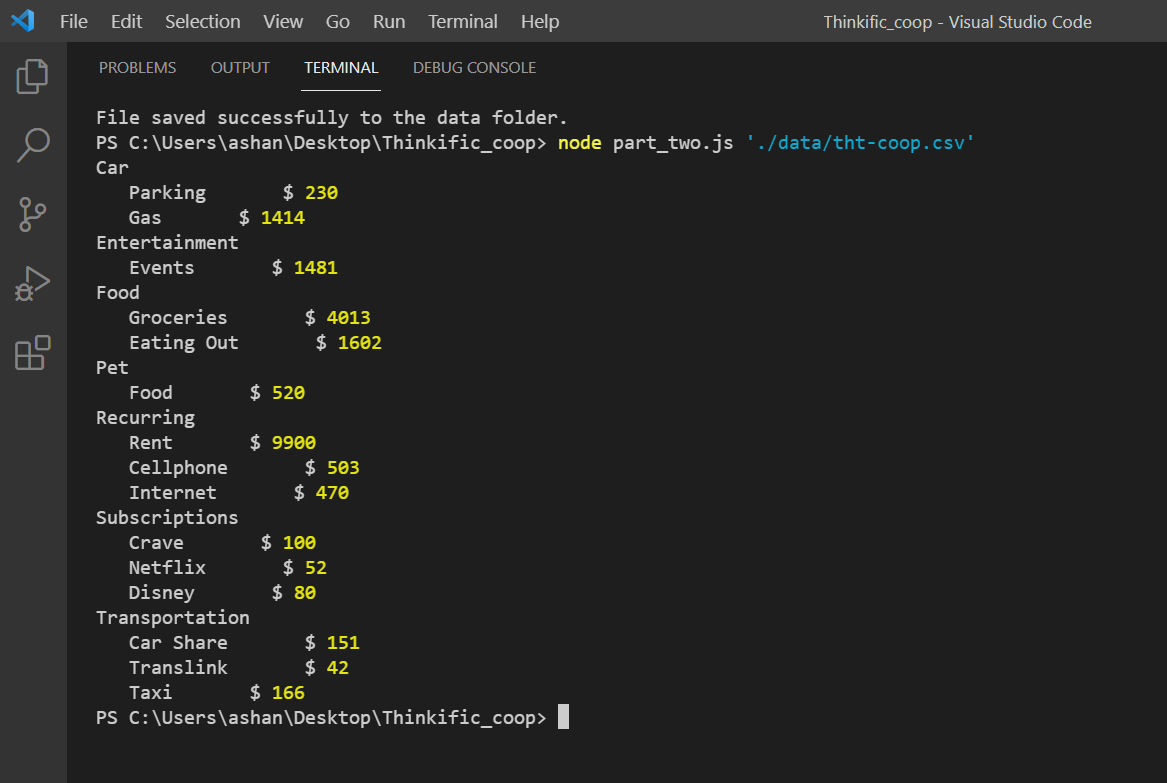 File Edit Selection View Go Run Terminal Help Thinkific_coop - Visual Studio Code
PROBLEMS OUTPUT TERMINAL DEBUG CONSOLE
File saved successfully to the data folder.
PS C:\Users\ashan\Desktop\Thinkific_coop> node part_two.js './data/tht-coop.csv'
Car
   Parking       $ 230
   Gas       $ 1414
Entertainment
   Events       $ 1481
Food
   Groceries       $ 4013
   Eating Out       $ 1602
Pet
   Food       $ 520
Recurring
   Rent       $ 9900
   Cellphone       $ 503
   Internet       $ 470
Subscriptions
   Crave       $ 100
   Netflix       $ 52
   Disney       $ 80
Transportation
   Car Share       $ 151
   Translink       $ 42
   Taxi       $ 166
PS C:\Users\ashan\Desktop\Thinkific_coop>